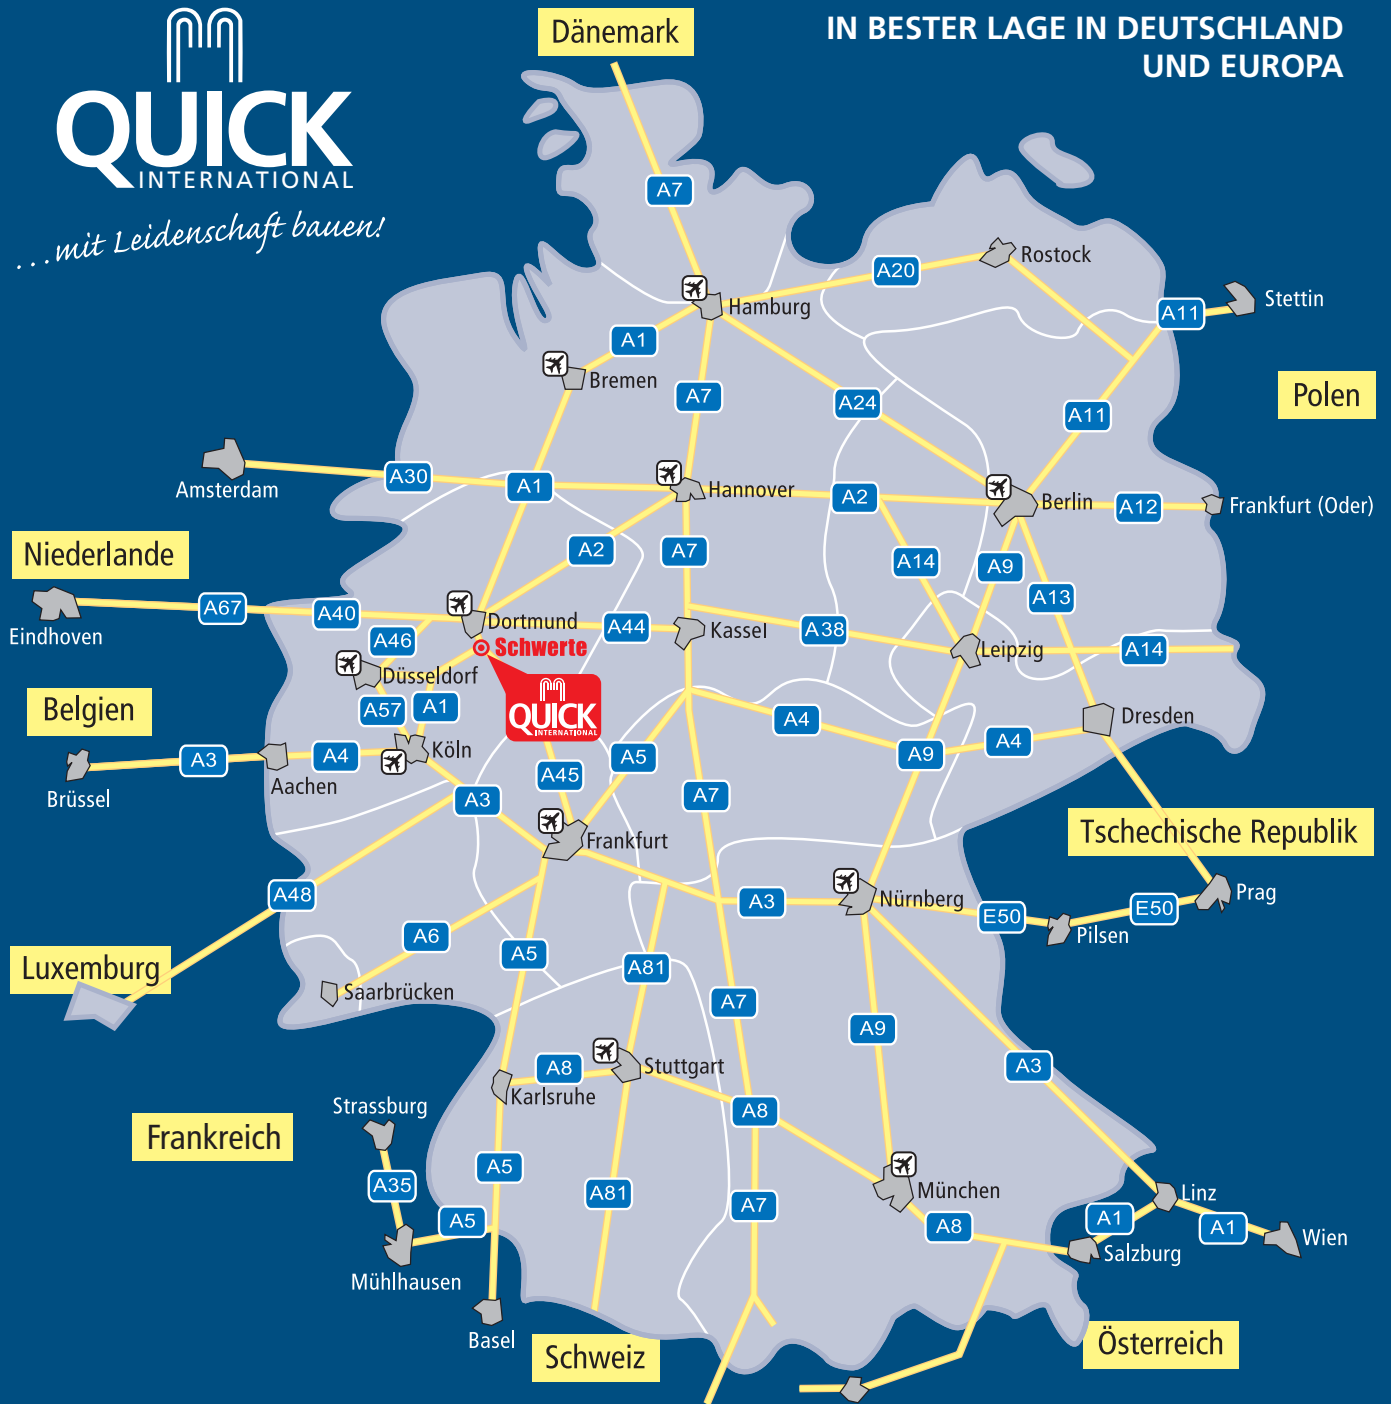 QUICK
INTERNATIONAL
...mit Leidenschaft bauen!
IN BESTER LAGE IN DEUTSCHLAND
UND EUROPA
Dänemark
A7
A20
Rostock
Stettin
A11
Hamburg
A1
Bremen
A7
A24
A11
Polen
Amsterdam
A30
A1
Hannover
A2
Berlin
A12
Frankfurt (Oder)
Niederlande
A2
A7
A14
A9
A13
Eindhoven
A67
A40
A46
Dortmund
A44
Kassel
A38
Leipzig
A14
Schwerte
Düsseldorf
Belgien
A57
A1
QUICK
INTERNATIONAL
A4
A9
A4
Dresden
Brüssel
A3
Aachen
A4
Köln
A3
A45
A5
A7
Frankfurt
Tschechische Republik
A48
A3
Nürnberg
E50
Pilsen
E50
Prag
Luxemburg
A6
Saarbrücken
A5
A81
A7
A9
A3
Karlsruhe
A8
Stuttgart
A8
Frankreich
Strassburg
A35
A5
Mühlhausen
A5
A81
A7
München
A8
Linz
A1
A1
Wien
Salzburg
Basel
Schweiz
Österreich